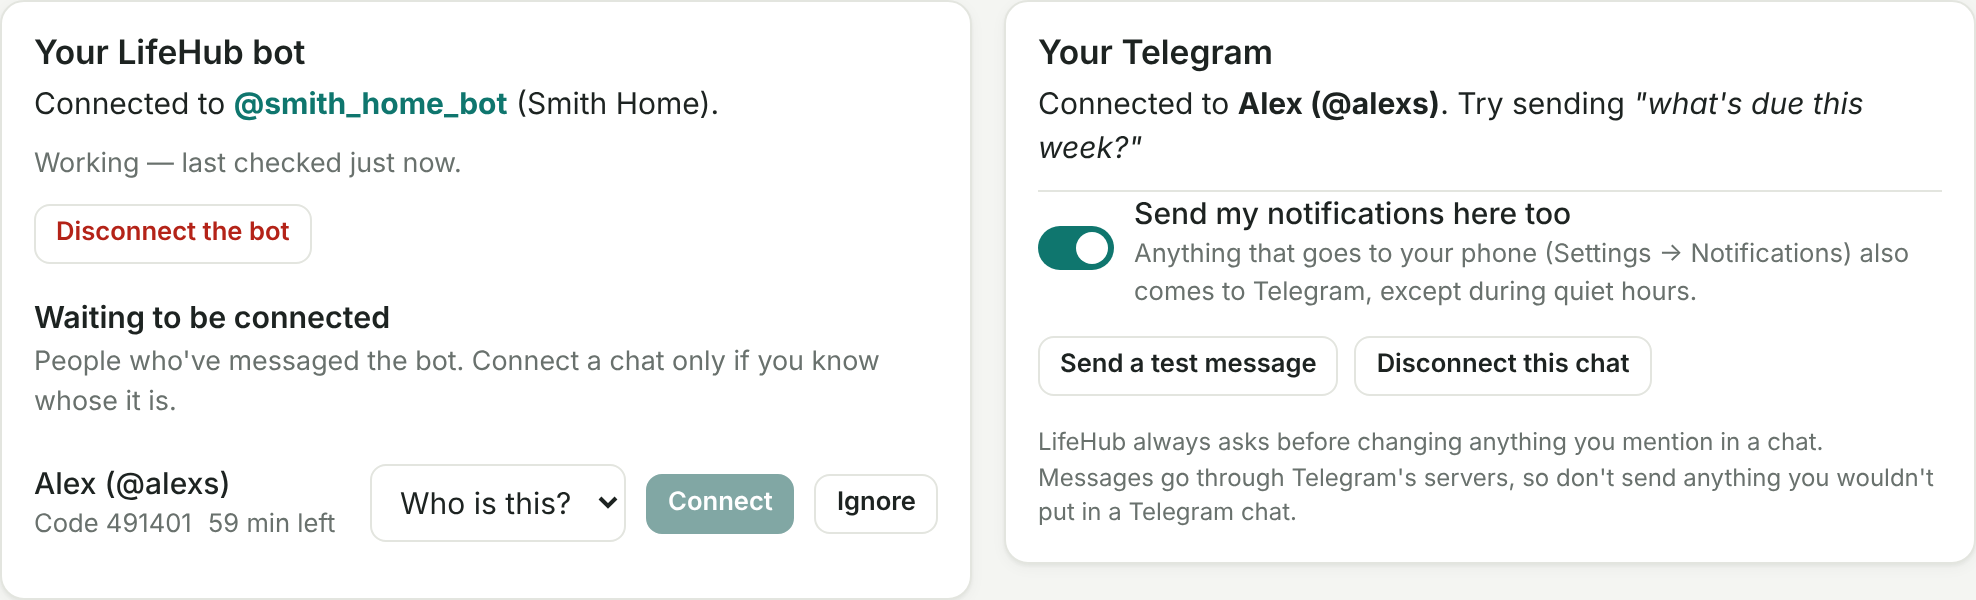 Your LifeHub bot
Connected to @smith_home_bot (Smith Home).
Working — last checked just now.
Disconnect the bot
Waiting to be connected
People who've messaged the bot. Connect a chat only if you know
whose it is.
Alex (@alexs)
Code 491401 59 min left
Who is this?
Connect
Ignore
Your Telegram
Connected to Alex (@alexs). Try sending "what's due this
week?"
Send my notifications here too
Anything that goes to your phone (Settings → Notifications) also
comes to Telegram, except during quiet hours.
Send a test message
Disconnect this chat
LifeHub always asks before changing anything you mention in a chat.
Messages go through Telegram's servers, so don't send anything you wouldn't
put in a Telegram chat.